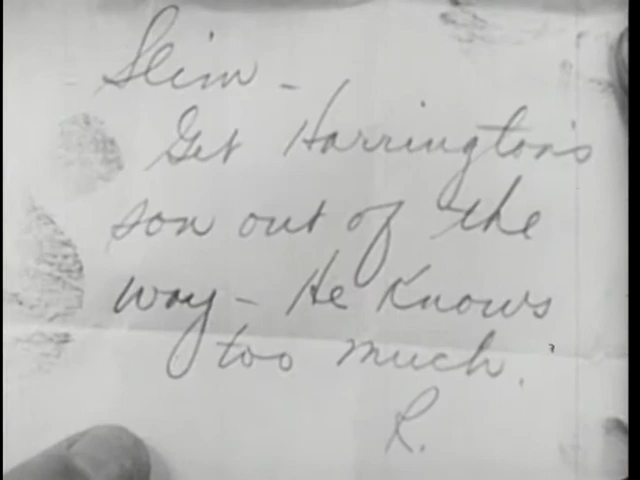 Slim -
Get Harrington's
son out of the
way - He knows
too much.
R.